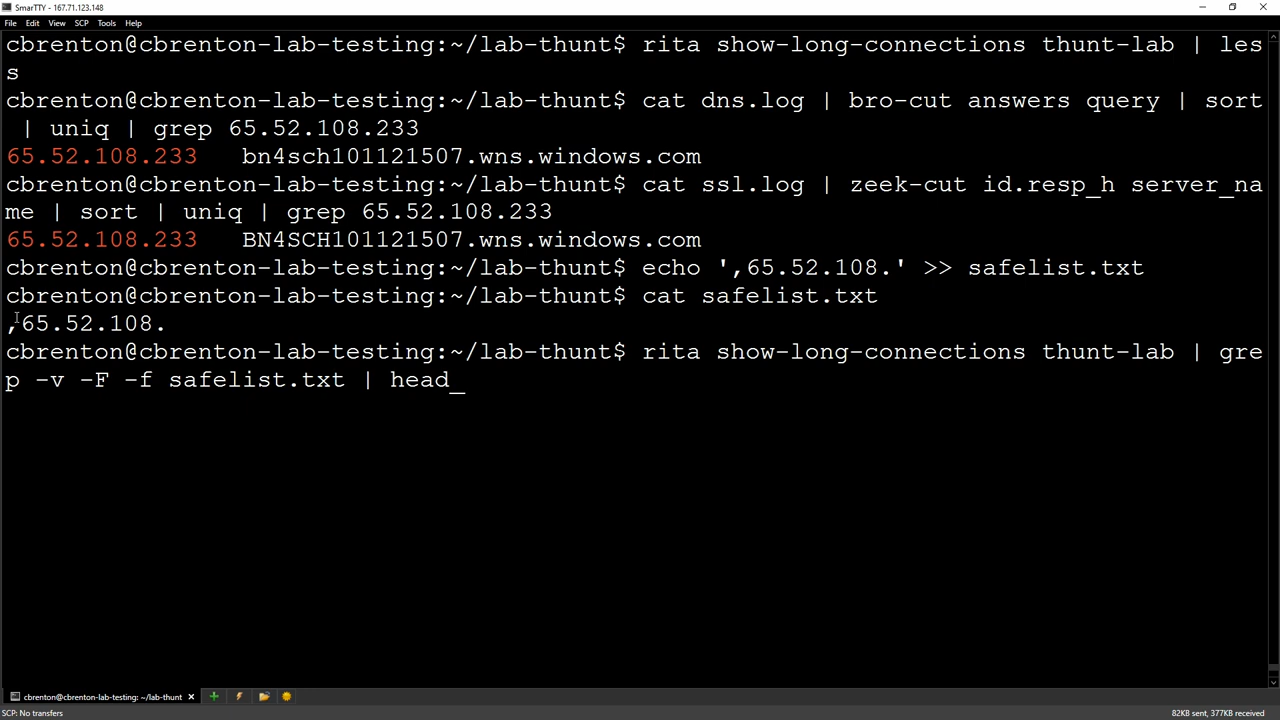 SmarTTY - 167.71.123.148
File Edit View SCP Tools Help
cbrenton@cbrenton-lab-testing:~/lab-thunt$ rita show-long-connections thunt-lab | les
s
cbrenton@cbrenton-lab-testing:~/lab-thunt$ cat dns.log | bro-cut answers query | sort
| uniq | grep 65.52.108.233
65.52.108.233 bn4sch101121507.wns.windows.com
cbrenton@cbrenton-lab-testing:~/lab-thunt$ cat ssl.log | zeek-cut id.resp_h server_na
me | sort | uniq | grep 65.52.108.233
65.52.108.233 BN4SCH101121507.wns.windows.com
cbrenton@cbrenton-lab-testing:~/lab-thunt$ echo ',65.52.108.' >> safelist.txt
cbrenton@cbrenton-lab-testing:~/lab-thunt$ cat safelist.txt
,65.52.108.
cbrenton@cbrenton-lab-testing:~/lab-thunt$ rita show-long-connections thunt-lab | gre
p -v -F -f safelist.txt | head_
cbrenton@cbrenton-lab-testing: ~/lab-thunt
SCP: No transfers 82KB sent, 377KB received